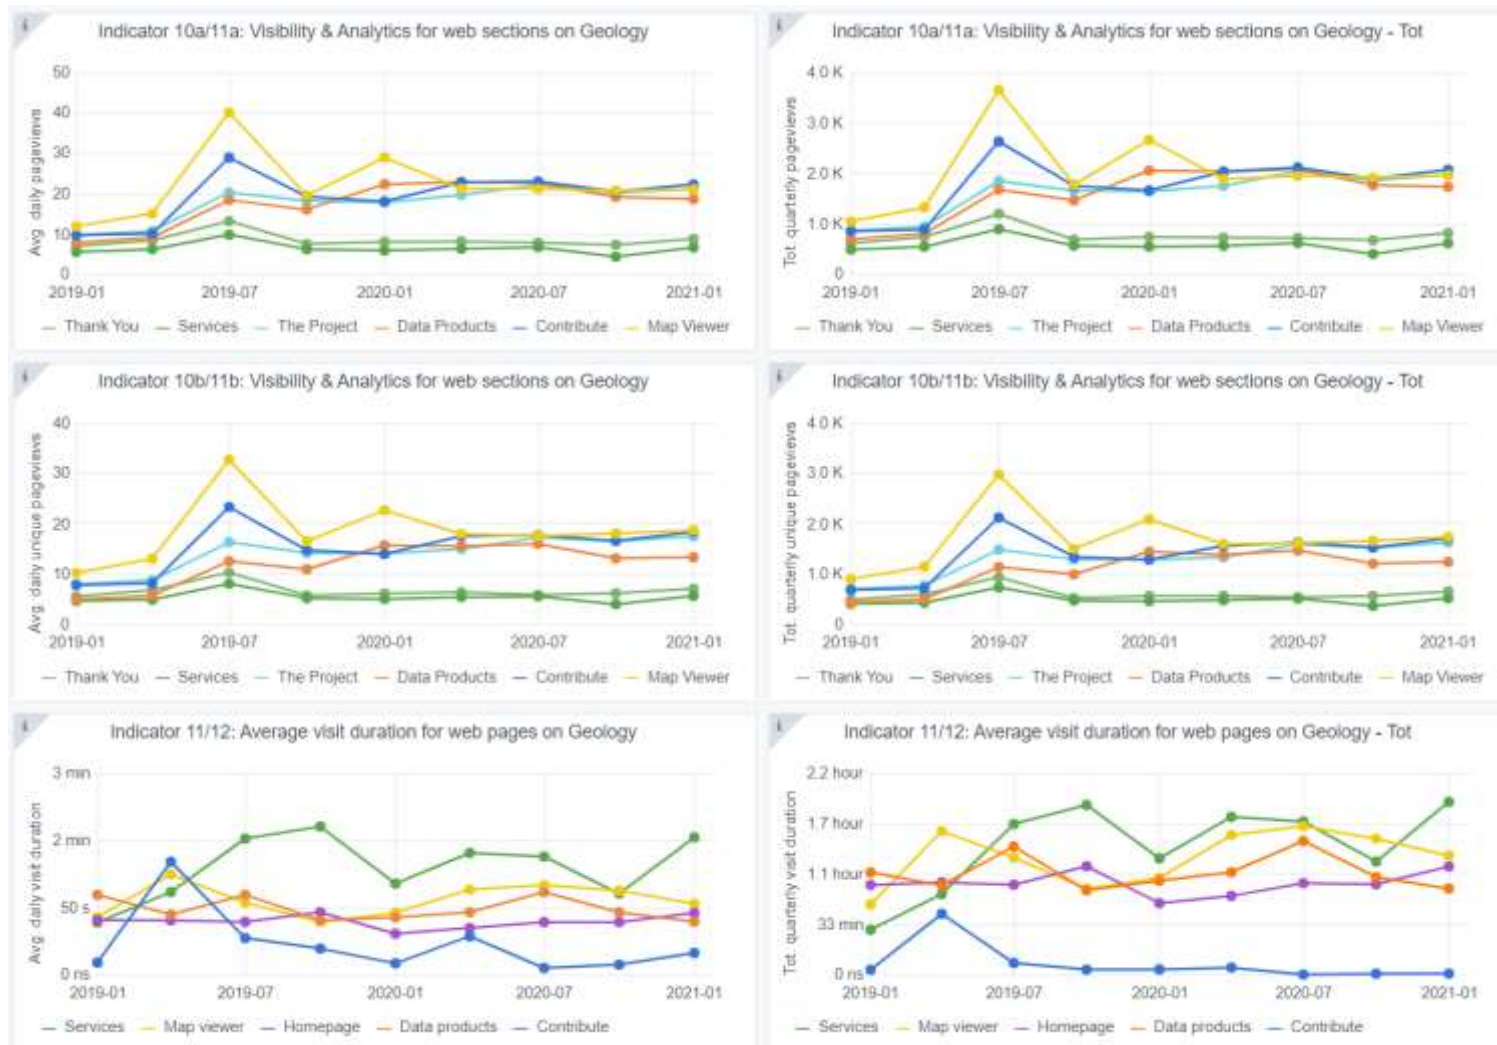 Indicator 10a/11a: Visibility & Analytics for web sections on Geology
Avg. daily pageviews
50
40
30
20
10
0
2019-01 2019-07 2020-01 2020-07 2021-01
Thank You Services The Project Data Products Contribute Map Viewer
Indicator 10a/11a: Visibility & Analytics for web sections on Geology - Tot
Tot. quarterly pageviews
4.0 K
3.0 K
2.0 K
1.0 K
0
2019-01 2019-07 2020-01 2020-07 2021-01
Thank You Services The Project Data Products Contribute Map Viewer
Indicator 10b/11b: Visibility & Analytics for web sections on Geology
Avg. daily unique pageviews
40
30
20
10
0
2019-01 2019-07 2020-01 2020-07 2021-01
Thank You Services The Project Data Products Contribute Map Viewer
Indicator 10b/11b: Visibility & Analytics for web sections on Geology - Tot
Tot. quarterly unique pageviews
4.0 K
3.0 K
2.0 K
1.0 K
0
2019-01 2019-07 2020-01 2020-07 2021-01
Thank You Services The Project Data Products Contribute Map Viewer
Indicator 11/12: Average visit duration for web pages on Geology
Avg. daily visit duration
3 min
2 min
50 s
0 ns
2019-01 2019-07 2020-01 2020-07 2021-01
Services Map viewer Homepage Data products Contribute
Indicator 11/12: Average visit duration for web pages on Geology - Tot
Tot. quarterly visit duration
2.2 hour
1.7 hour
1.1 hour
33 min
0 ns
2019-01 2019-07 2020-01 2020-07 2021-01
Services Map viewer Homepage Data products Contribute